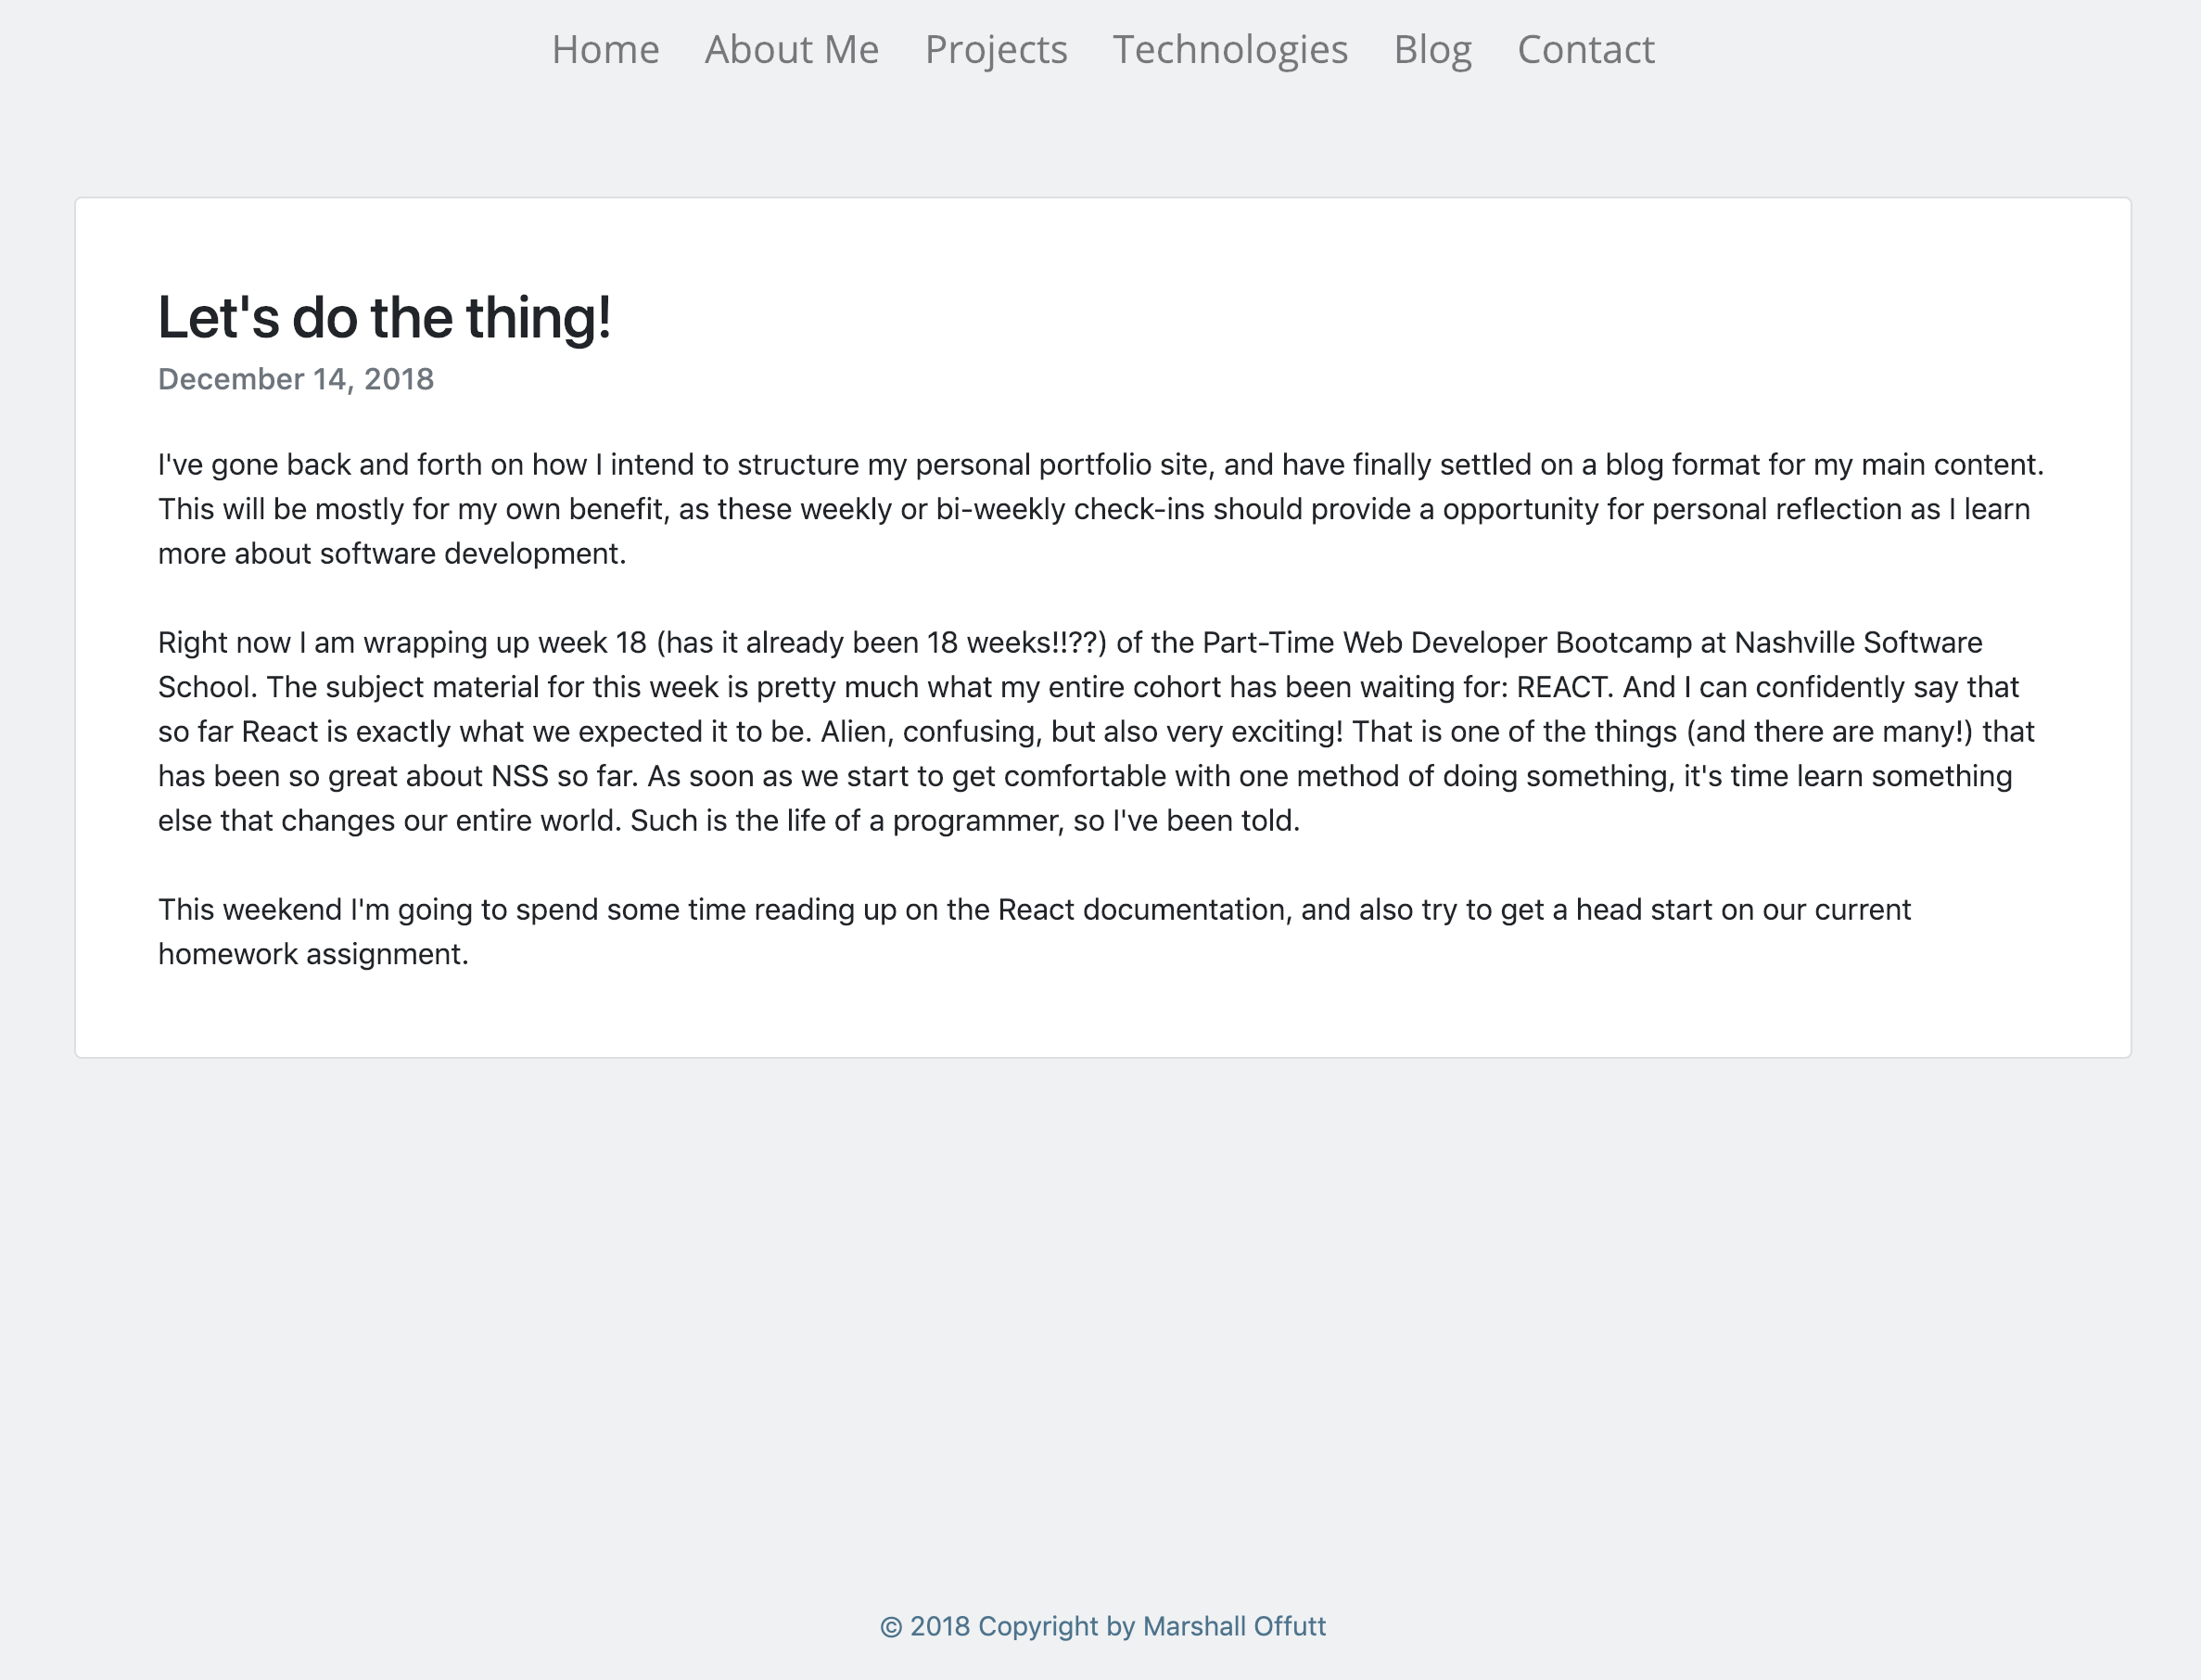 Home About Me Projects Technologies Blog Contact
Let's do the thing!
December 14, 2018
I've gone back and forth on how I intend to structure my personal portfolio site, and have finally settled on a blog format for my main content.
This will be mostly for my own benefit, as these weekly or bi-weekly check-ins should provide a opportunity for personal reflection as I learn
more about software development.
Right now I am wrapping up week 18 (has it already been 18 weeks!!??) of the Part-Time Web Developer Bootcamp at Nashville Software
School. The subject material for this week is pretty much what my entire cohort has been waiting for: REACT. And I can confidently say that
so far React is exactly what we expected it to be. Alien, confusing, but also very exciting! That is one of the things (and there are many!) that
has been so great about NSS so far. As soon as we start to get comfortable with one method of doing something, it's time learn something
else that changes our entire world. Such is the life of a programmer, so I've been told.
This weekend I'm going to spend some time reading up on the React documentation, and also try to get a head start on our current
homework assignment.
© 2018 Copyright by Marshall Offutt